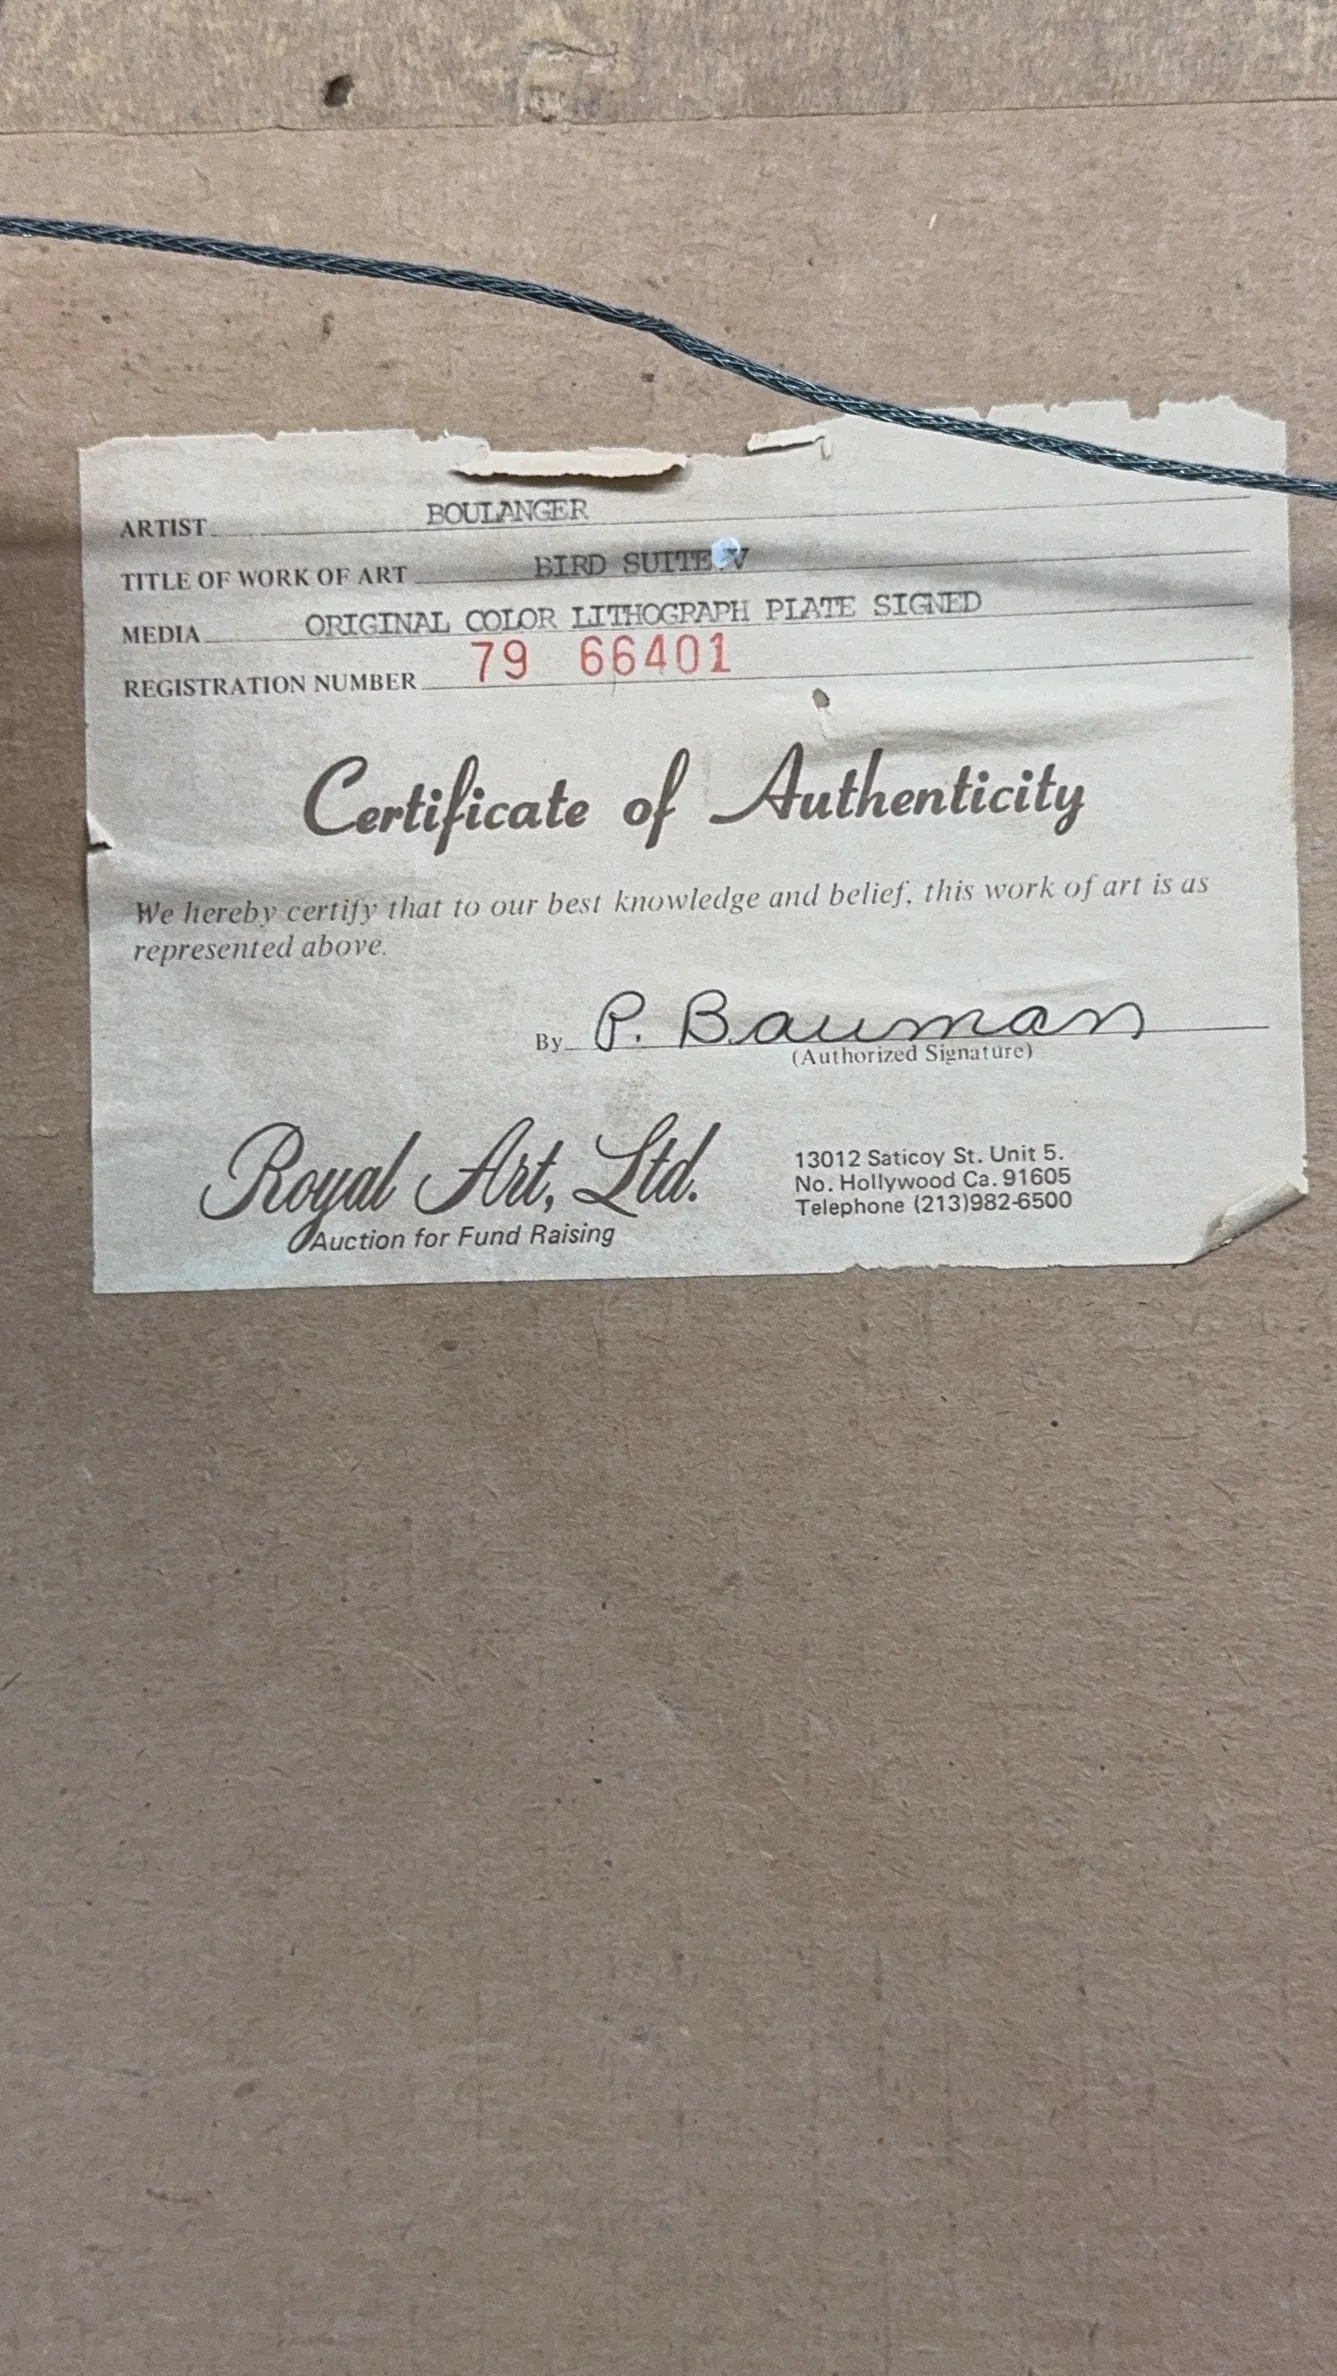 ARTIST BOULANGER
TITLE OF WORK OF ART BIRD SUITE V
MEDIA ORIGINAL COLOR LITHOGRAPH PLATE SIGNED
REGISTRATION NUMBER 79 66401
Certificate of Authenticity
We hereby certify that to our best knowledge and belief, this work of art is as
represented above.
By P. Bauman
(Authorized Signature)
Royal Art, Ltd.
Auction for Fund Raising
13012 Saticoy St. Unit 5.
No. Hollywood Ca. 91605
Telephone (213)982-6500